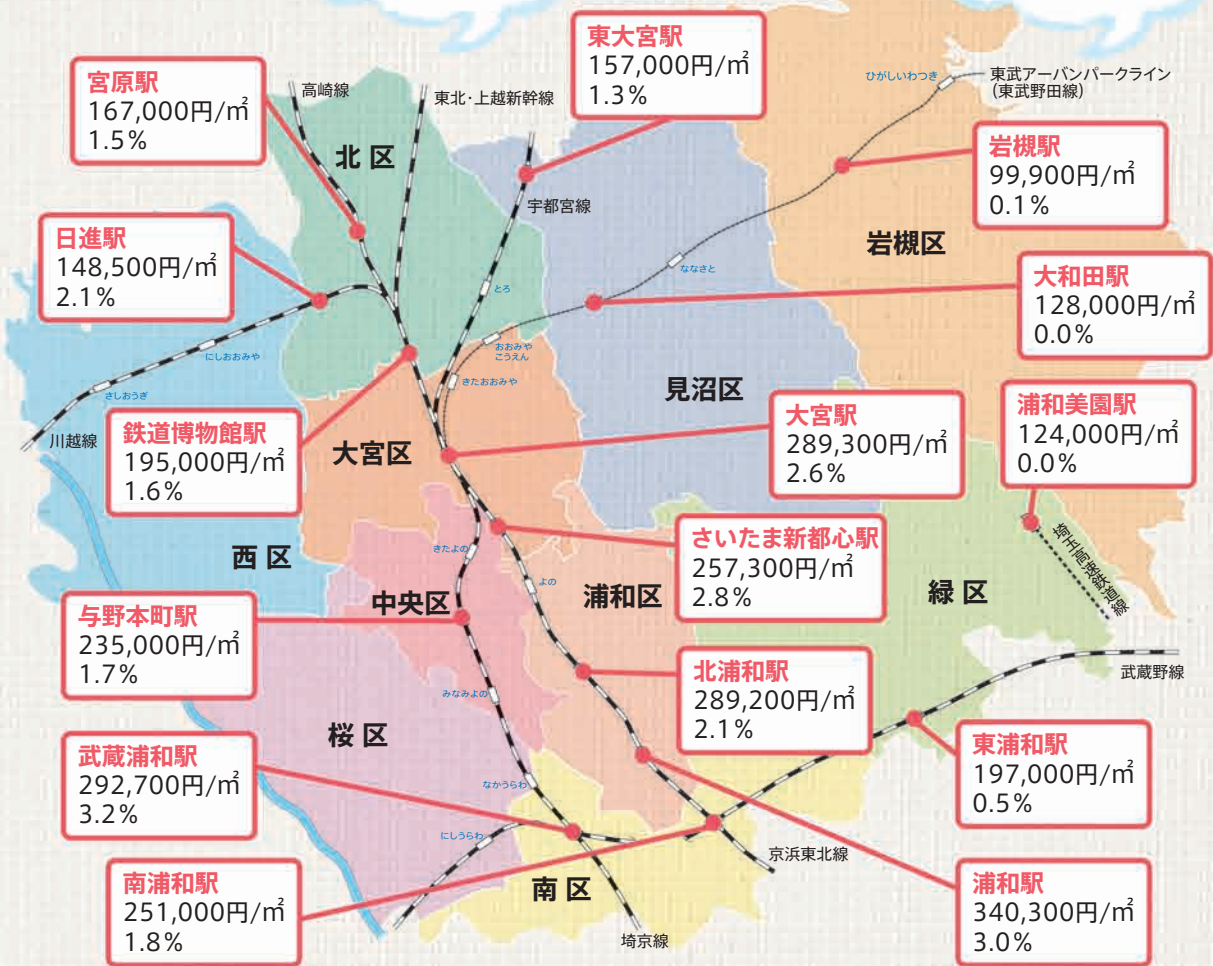 東大宮駅
157,000円/㎡
1.3%
宮原駅
167,000円/㎡
1.5%
高崎線
東北・上越新幹線
ひがしいわつき
東武アーバンパークライン
(東武野田線)
北区
岩槻駅
99,900円/㎡
0.1%
宇都宮線
日進駅
148,500円/㎡
2.1%
岩槻区
ななさと
大和田駅
128,000円/㎡
0.0%
とろ
にしおおみや
おおみや
こうえん
きたおおみや
さしおうぎ
見沼区
川越線
鉄道博物館駅
195,000円/㎡
1.6%
大宮区
大宮駅
289,300円/㎡
2.6%
浦和美園駅
124,000円/㎡
0.0%
埼玉高速鉄道線
さいたま新都心駅
257,300円/㎡
2.8%
西区
きたよの
よの
中央区
浦和区
緑区
与野本町駅
235,000円/㎡
1.7%
北浦和駅
289,200円/㎡
2.1%
武蔵野線
みなみよの
桜区
武蔵浦和駅
292,700円/㎡
3.2%
東浦和駅
197,000円/㎡
0.5%
なかうらわ
にしうらわ
京浜東北線
南浦和駅
251,000円/㎡
1.8%
南区
浦和駅
340,300円/㎡
3.0%
埼京線